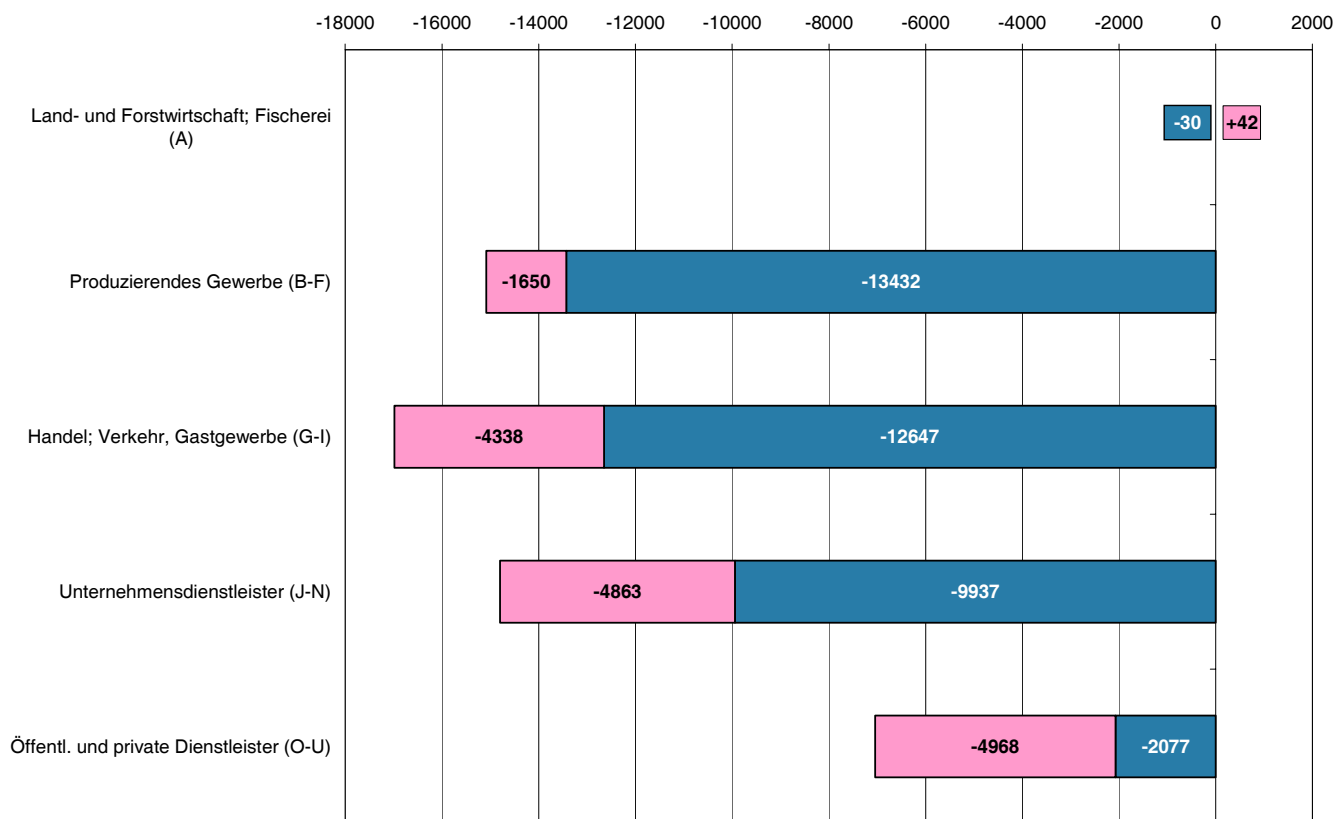 -18000 -16000 -14000 -12000 -10000 -8000 -6000 -4000 -2000 0 2000
Land- und Forstwirtschaft; Fischerei
(A)
-30 +42
Produzierendes Gewerbe (B-F)
-1650 -13432
Handel; Verkehr, Gastgewerbe (G-I)
-4338 -12647
Unternehmensdienstleister (J-N)
-4863 -9937
Öffentl. und private Dienstleister (O-U)
-4968 -2077